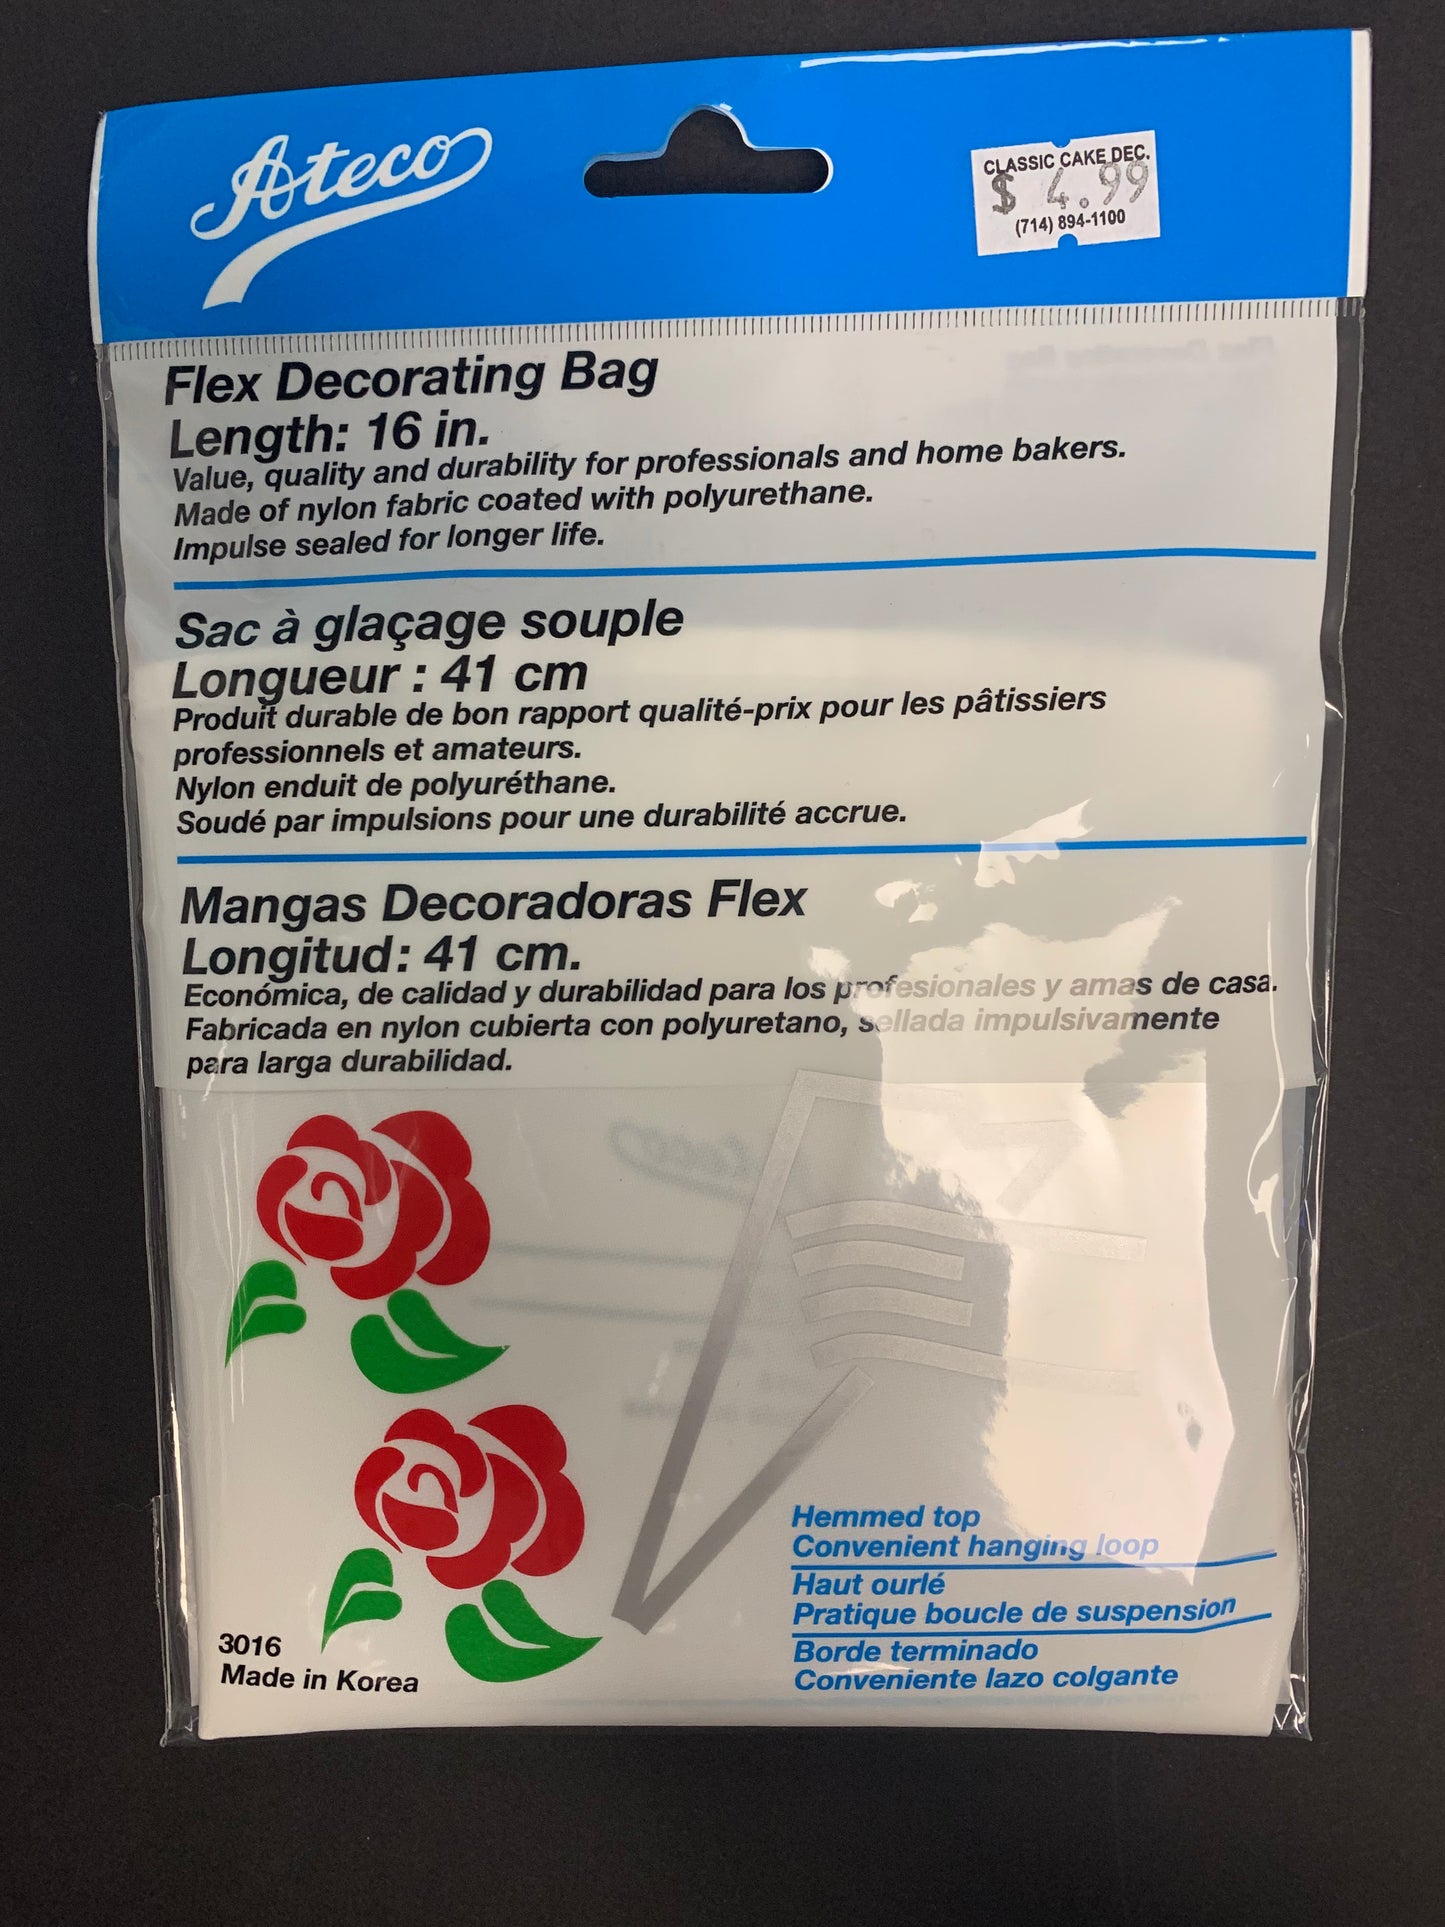 Ateco
CLASSIC CAKE DEC.
$ 4.99
(714) 894-1100
Flex Decorating Bag
Length: 16 in.
Value, quality and durability for professionals and home bakers.
Made of nylon fabric coated with polyurethane.
Impulse sealed for longer life.
Sac à glaçage souple
Longueur : 41 cm
Produit durable de bon rapport qualité-prix pour les pâtissiers
professionnels et amateurs.
Nylon enduit de polyuréthane.
Soudé par impulsions pour une durabilité accrue.
Mangas Decoradoras Flex
Longitud: 41 cm.
Económica, de calidad y durabilidad para los profesionales y amas de casa.
Fabricada en nylon cubierta con polyuretano, sellada impulsivamente
para larga durabilidad.
Hemmed top
Convenient hanging loop
Haut ourlé
Pratique boucle de suspension
Borde terminado
Conveniente lazo colgante
3016
Made in Korea